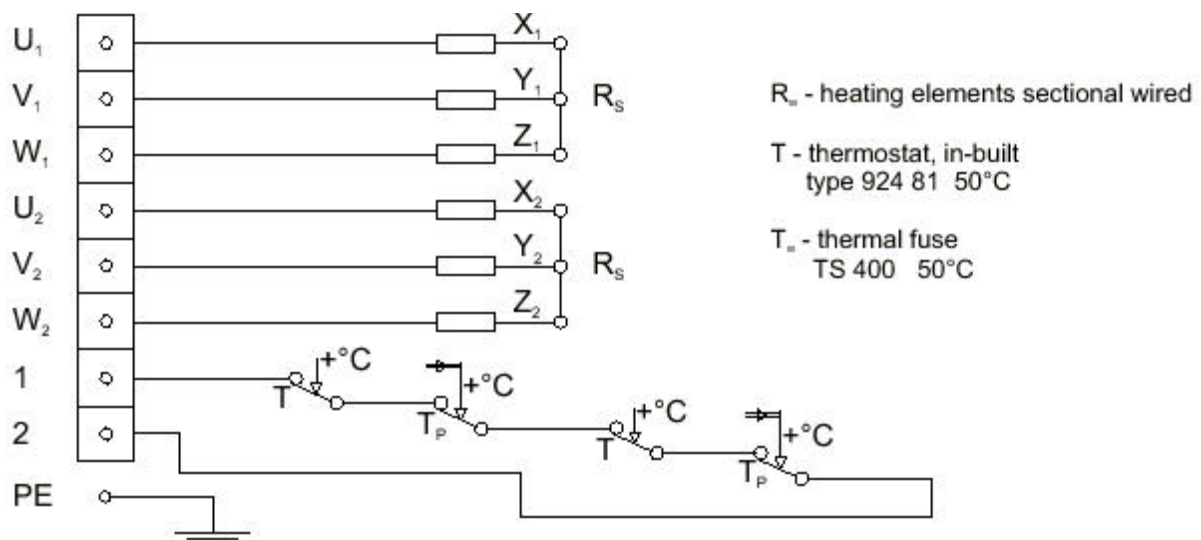 U₁
X₁
V₁
Y₁
Rₛ
W₁
Z₁
U₂
X₂
V₂
Y₂
Rₛ
W₂
Z₂
1
T
+°C
Tₚ
+°C
T
+°C
Tₚ
+°C
2
PE
R₌ - heating elements sectional wired
T - thermostat, in-built
type 924 81 50°C
T₌ - thermal fuse
TS 400 50°C